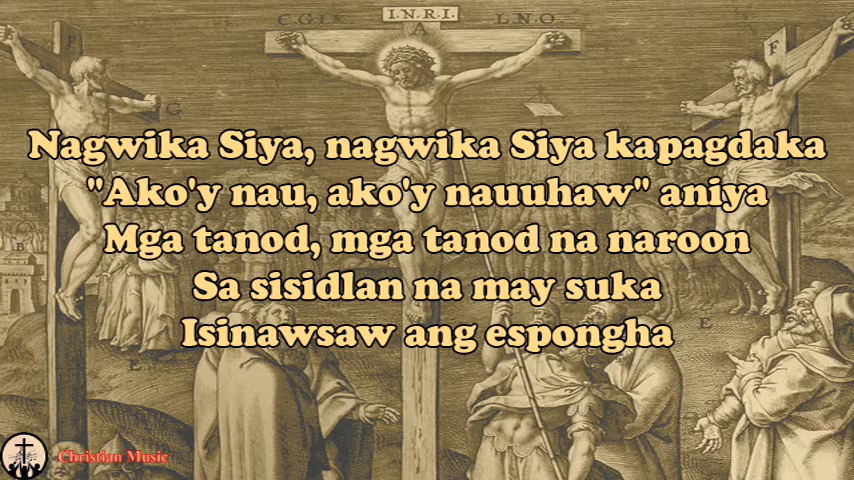 C.G.I.K. I.N.R.I. L.N.O.
A
F
F
G
Nagwika Siya, nagwika Siya kapagdaka
"Ako'y nau, ako'y nauuhaw" aniya
Mga tanod, mga tanod na naroon
Sa sisidlan na may suka
Isinawsaw ang espongha
B
E
E
Christian Music